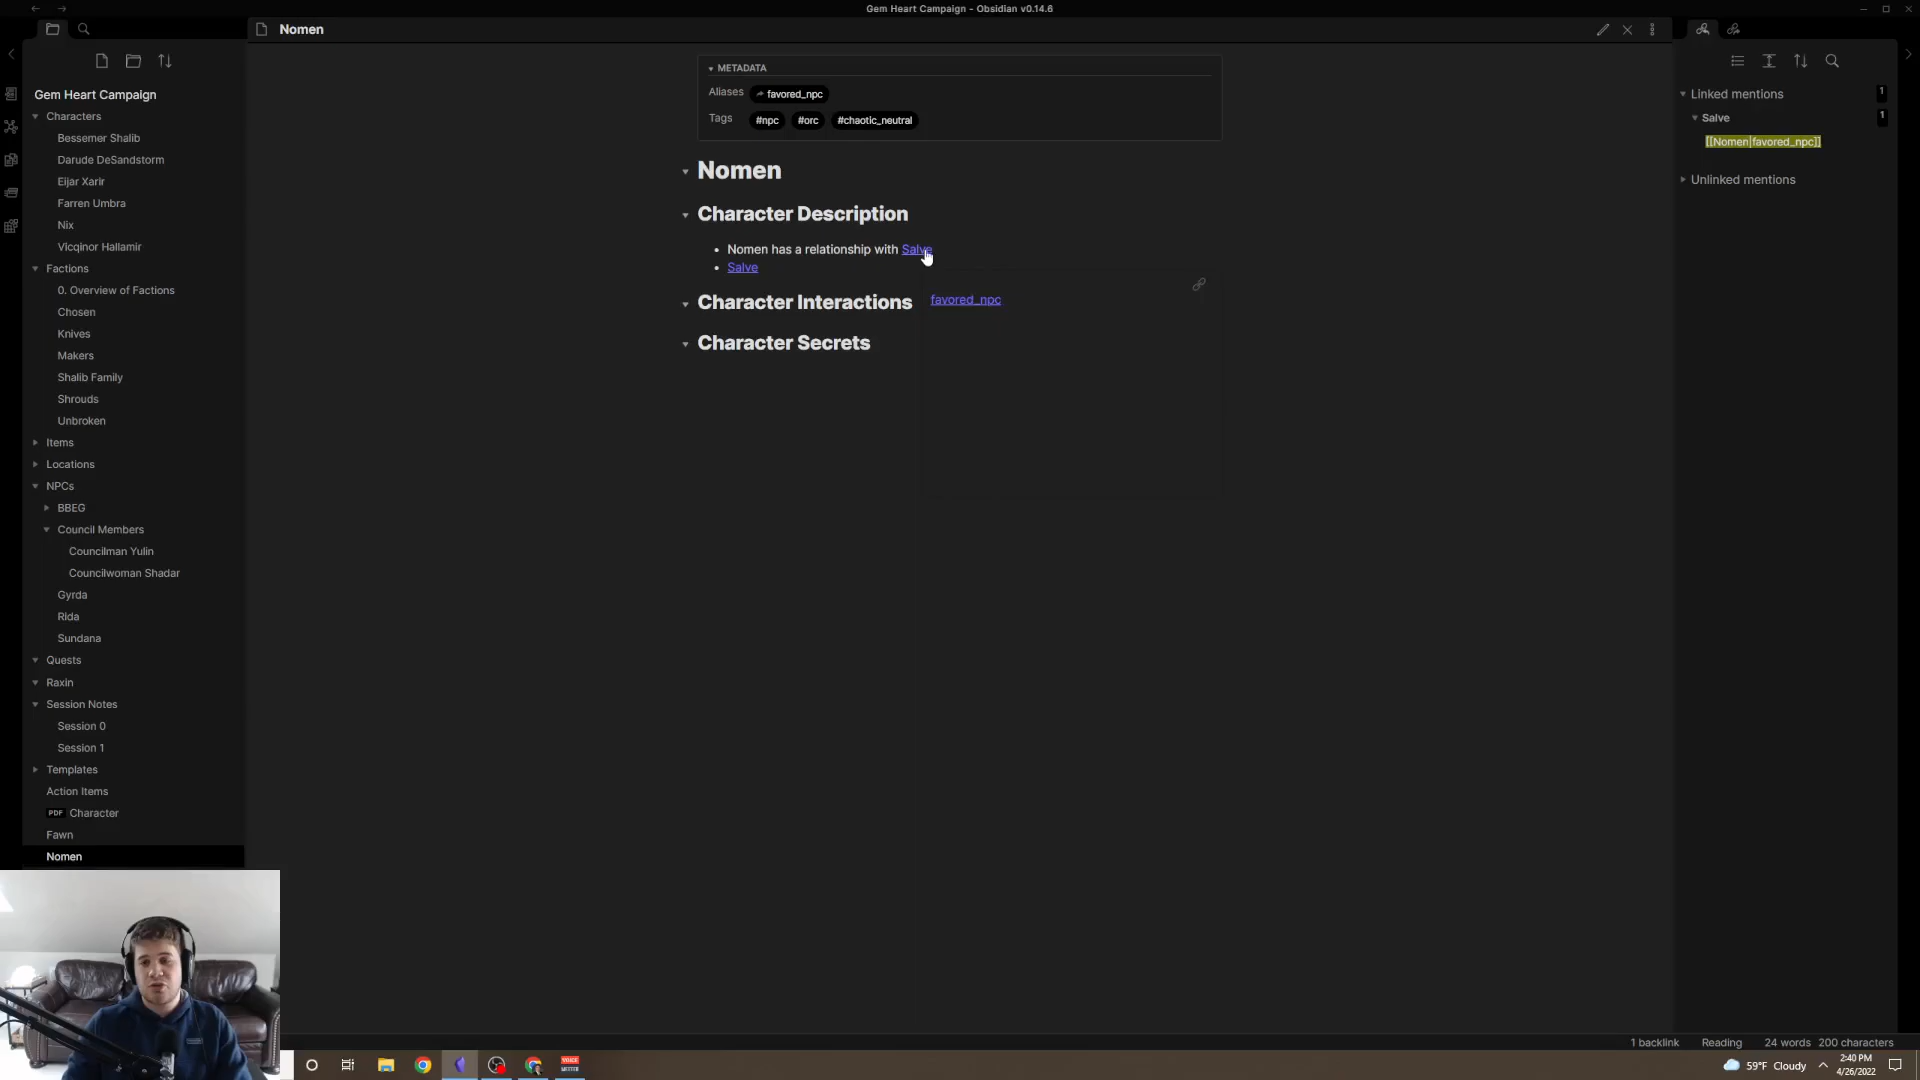 Gem Heart Campaign - Obsidian v0.14.6
Nomen
Gem Heart Campaign
Characters
Bessemer Shalib
Darude DeSandstorm
Eijar Xarir
Farren Umbra
Nix
Vicqinor Hallamir
Factions
0. Overview of Factions
Chosen
Knives
Makers
Shalib Family
Shrouds
Unbroken
Items
Locations
NPCs
BBEG
Council Members
Councilman Yulin
Councilwoman Shadar
Gyrda
Rida
Sundana
Quests
Raxin
Session Notes
Session 0
Session 1
Templates
Action Items
PDF Character
Fawn
Nomen
METADATA
Aliases favored_npc
Tags #npc #orc #chaotic_neutral
Nomen
Character Description
Nomen has a relationship with Salve
Salve
Character Interactions
favored_npc
Character Secrets
Linked mentions 1
Salve 1
[[Nomen|favored_npc]]
Unlinked mentions
1 backlink Reading 24 words 200 characters
VOICE MEETER
59°F Cloudy
2:40 PM
4/26/2022